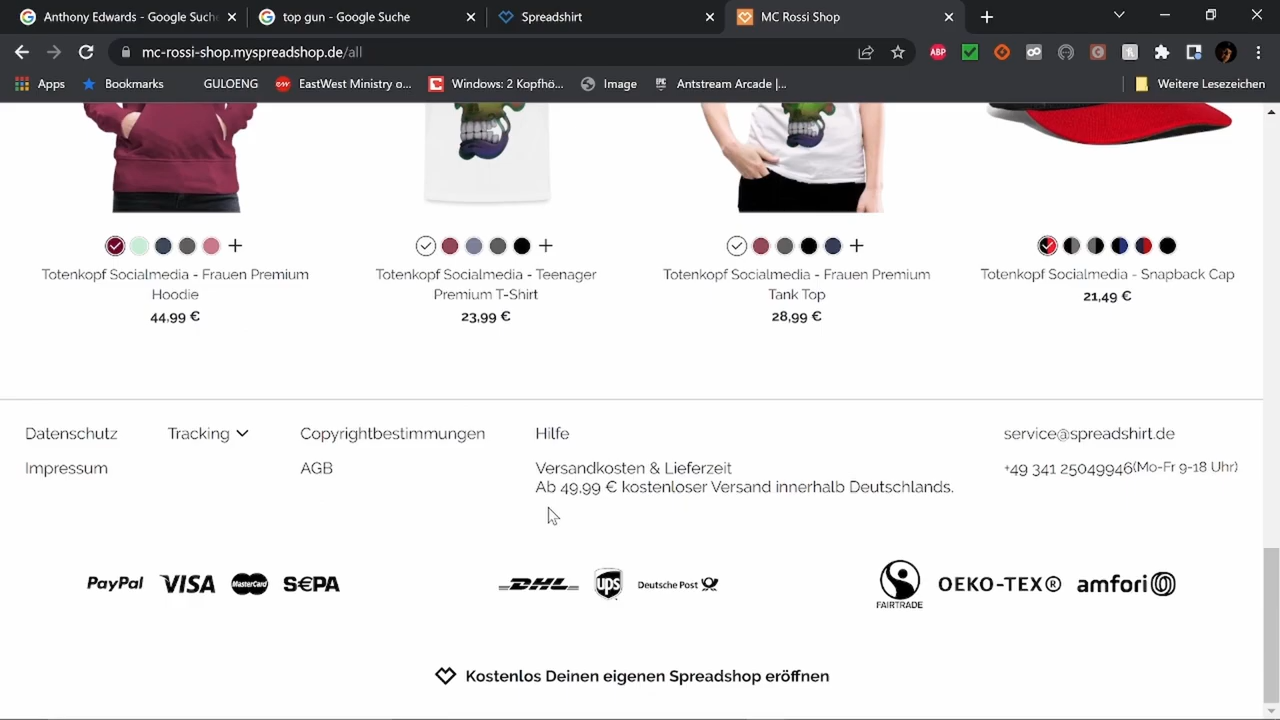 Anthony Edwards - Google Suche
top gun - Google Suche
Spreadshirt
MC Rossi Shop
mc-rossi-shop.myspreadshop.de/all
ABP
Apps
Bookmarks
GULOENG
EastWest Ministry o...
Windows: 2 Kopfho...
Image
Antstream Arcade |...
Weitere Lesezeichen
Totenkopf Socialmedia - Frauen Premium
Hoodie
44,99 €
Totenkopf Socialmedia - Teenager
Premium T-Shirt
23,99 €
Totenkopf Socialmedia - Frauen Premium
Tank Top
28,99 €
Totenkopf Socialmedia - Snapback Cap
21,49 €
Datenschutz
Tracking
Copyrightbestimmungen
Hilfe
service@spreadshirt.de
Impressum
AGB
Versandkosten & Lieferzeit
Ab 49,99 € kostenloser Versand innerhalb Deutschlands.
+49 341 25049946(Mo-Fr 9-18 Uhr)
PayPal
VISA
MasterCard
S€PA
DHL
ups
Deutsche Post
FAIRTRADE
OEKO-TEX®
amfori
Kostenlos Deinen eigenen Spreadshop eröffnen